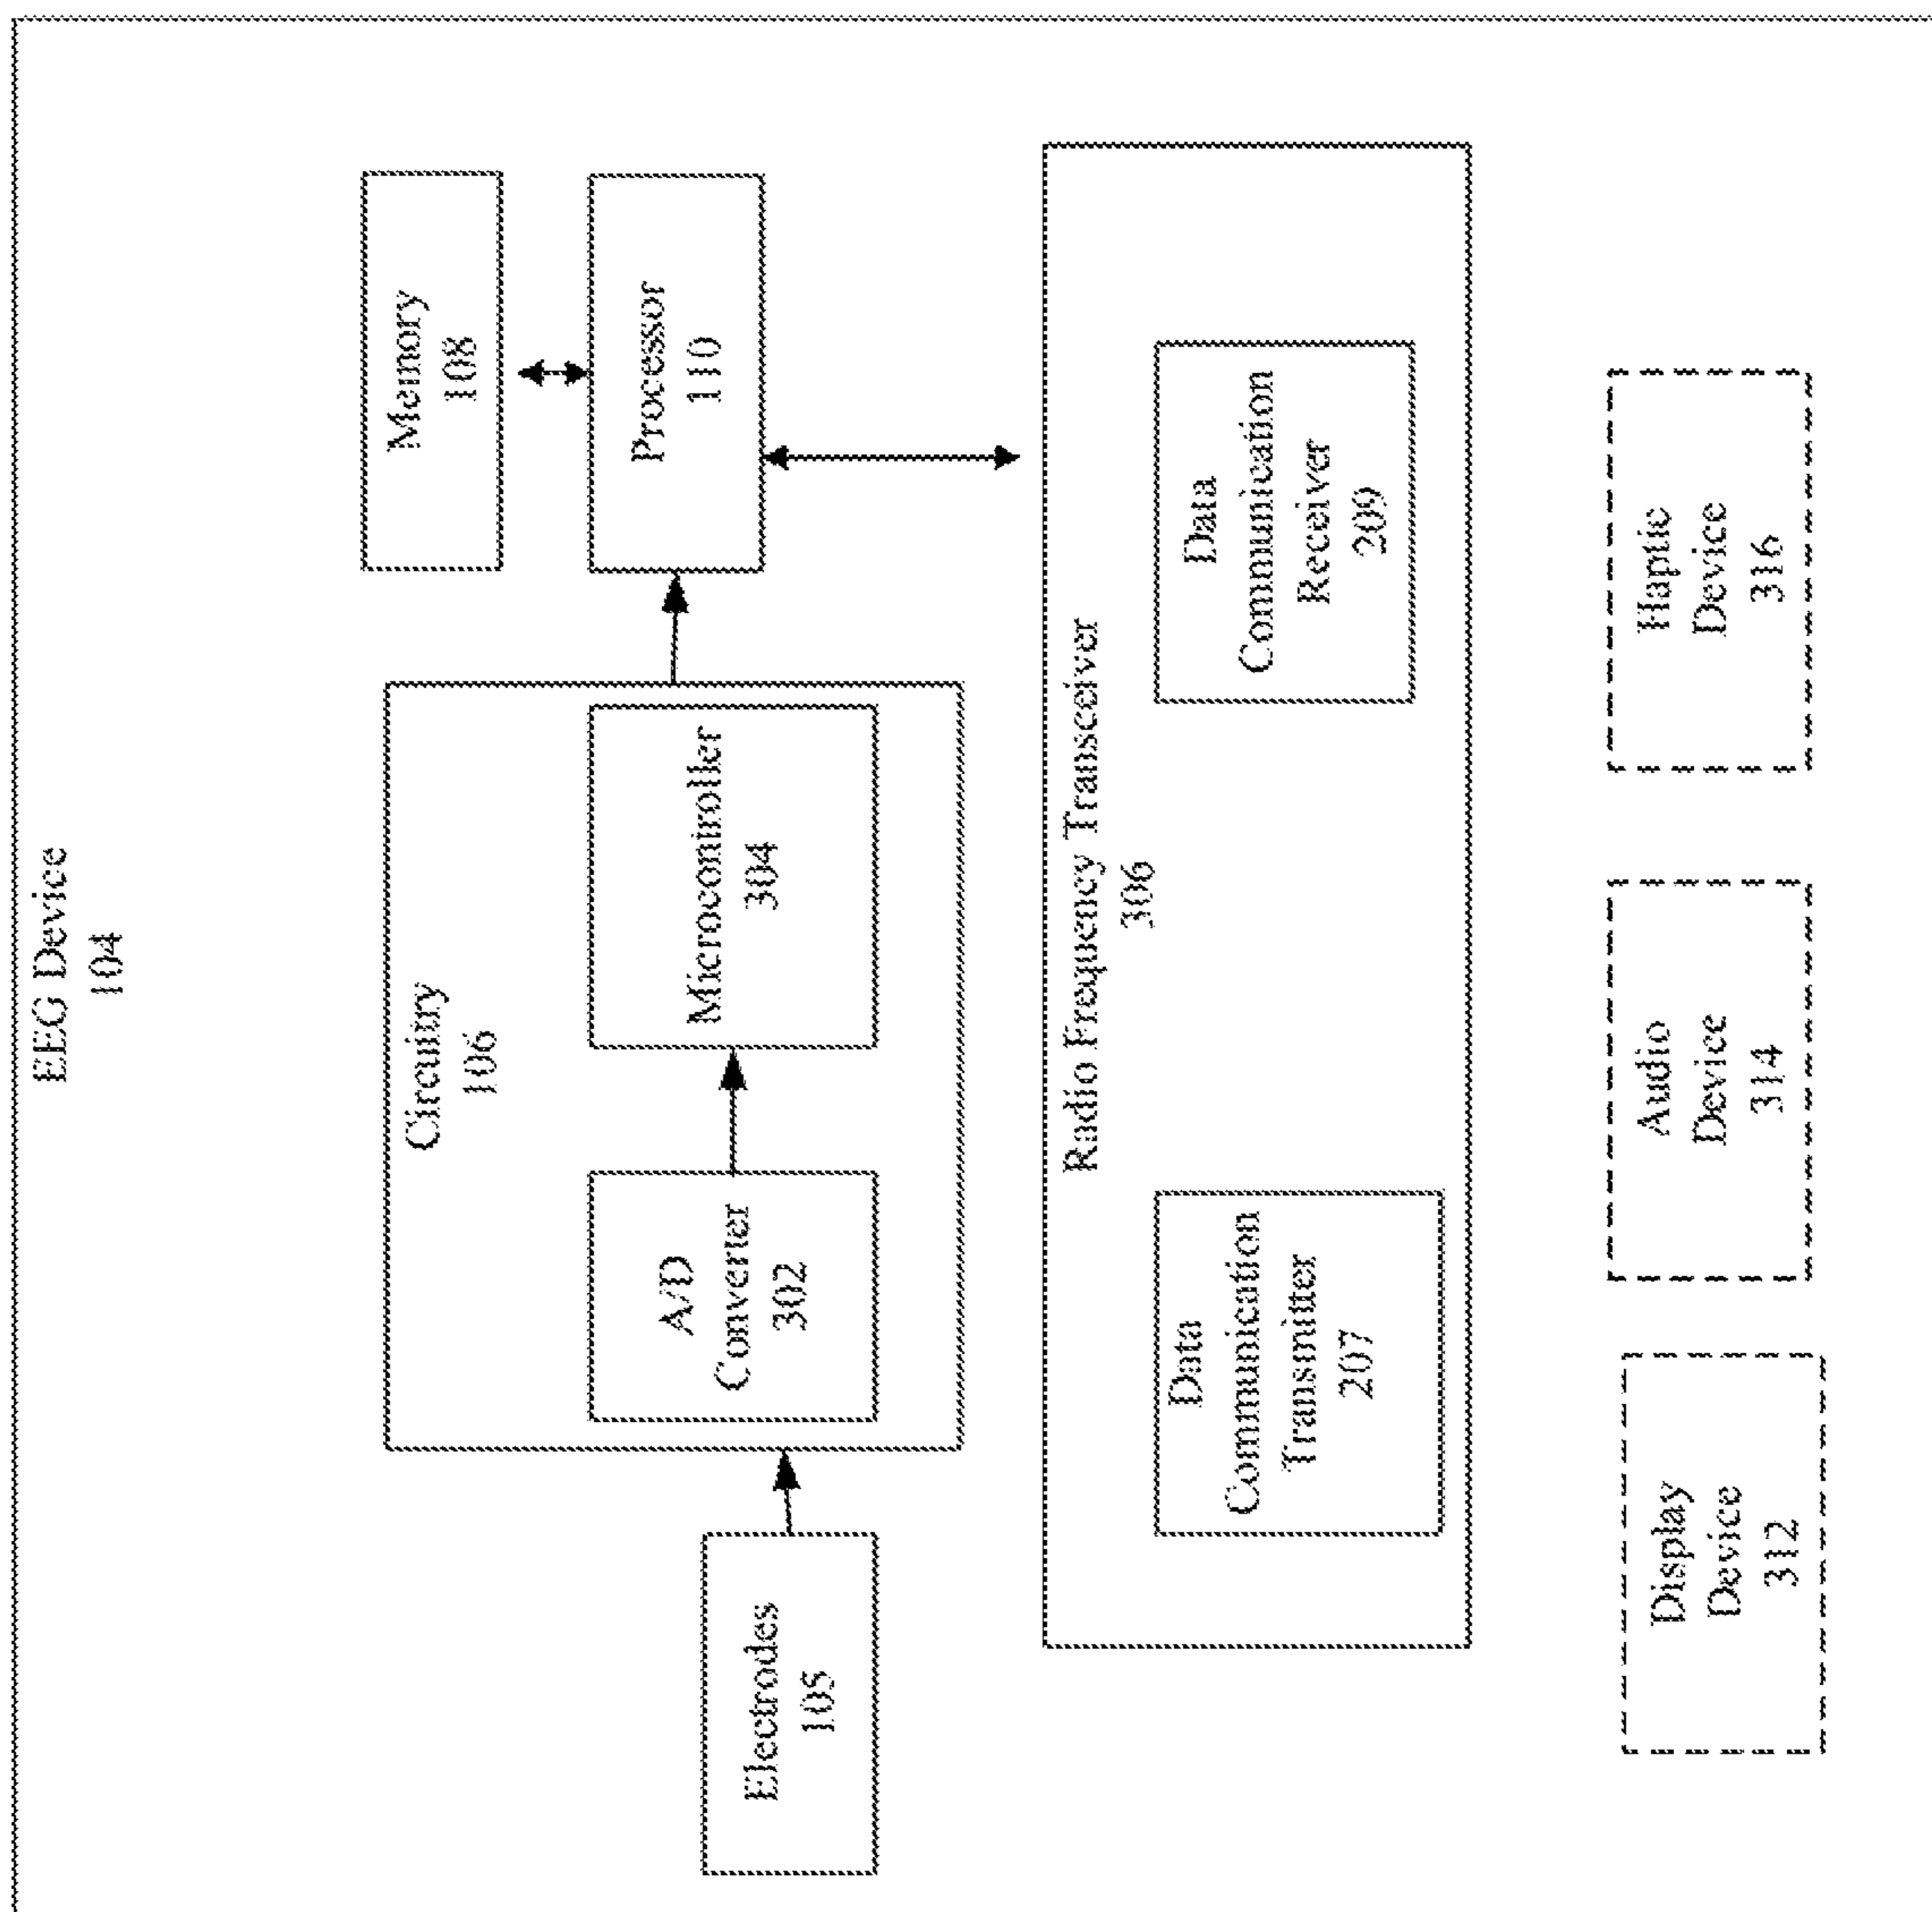 EEG Device
104
Memory
108
Circuitry
106
Processor
110
A/D
Converter
302
Microcontroller
304
Electrodes
105
Radio Frequency Transceiver
306
Data
Communication
Transmitter
207
Data
Communication
Receiver
209
Display
Device
312
Audio
Device
314
Haptic
Device
316